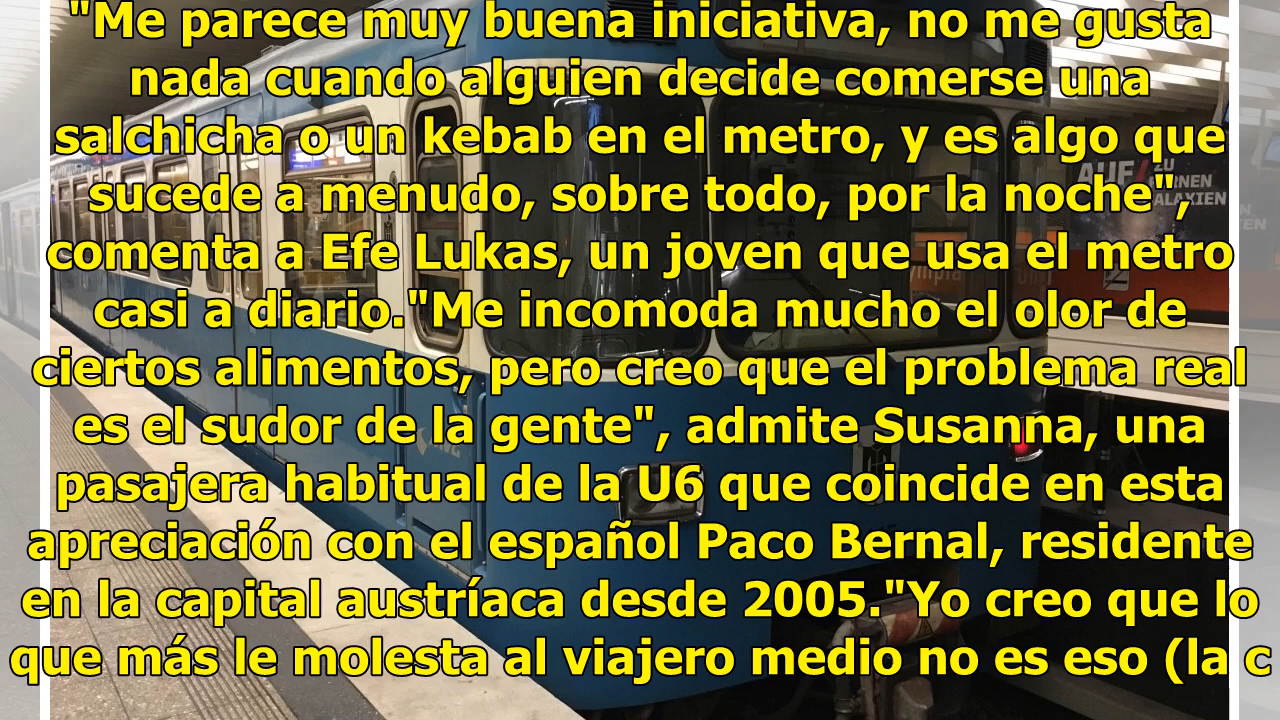 "Me parece muy buena iniciativa, no me gusta
nada cuando alguien decide comerse una
salchicha o un kebab en el metro, y es algo que
sucede a menudo, sobre todo, por la noche",
comenta a Efe Lukas, un joven que usa el metro
casi a diario."Me incomoda mucho el olor de
ciertos alimentos, pero creo que el problema real
es el sudor de la gente", admite Susanna, una
pasajera habitual de la U6 que coincide en esta
apreciación con el español Paco Bernal, residente
en la capital austríaca desde 2005."Yo creo que lo
que más le molesta al viajero medio no es eso (la c
AUF/ZU